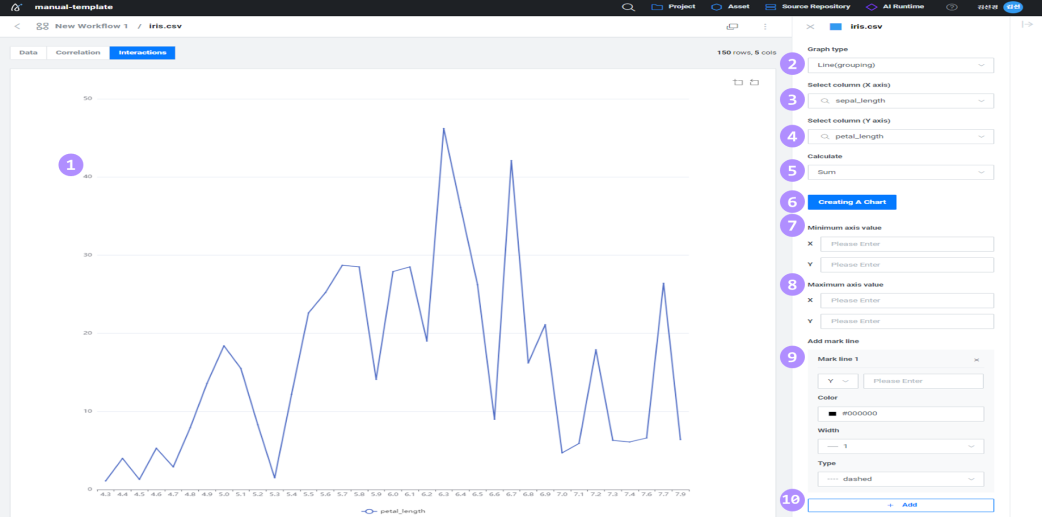 manual-template
Project
Asset
Source Repository
AI Runtime
New Workflow 1 / iris.csv
iris.csv
Data
Correlation
Interactions
150 rows, 5 cols
Graph type
2
Line(grouping)
Select column (X axis)
3
sepal_length
Select column (Y axis)
4
petal_length
Calculate
5
Sum
6
Creating A Chart
7
Minimum axis value
X Please Enter
Y Please Enter
8
Maximum axis value
X Please Enter
Y Please Enter
Add mark line
9
Mark line 1
Y Please Enter
Color
#000000
Width
1
Type
dashed
10
+ Add
1
50
40
30
20
10
0
4.3 4.4 4.5 4.6 4.7 4.8 4.9 5.0 5.1 5.2 5.3 5.4 5.5 5.6 5.7 5.8 5.9 6.0 6.1 6.2 6.3 6.4 6.5 6.6 6.7 6.8 6.9 7.0 7.1 7.2 7.3 7.4 7.6 7.7 7.9
petal_length